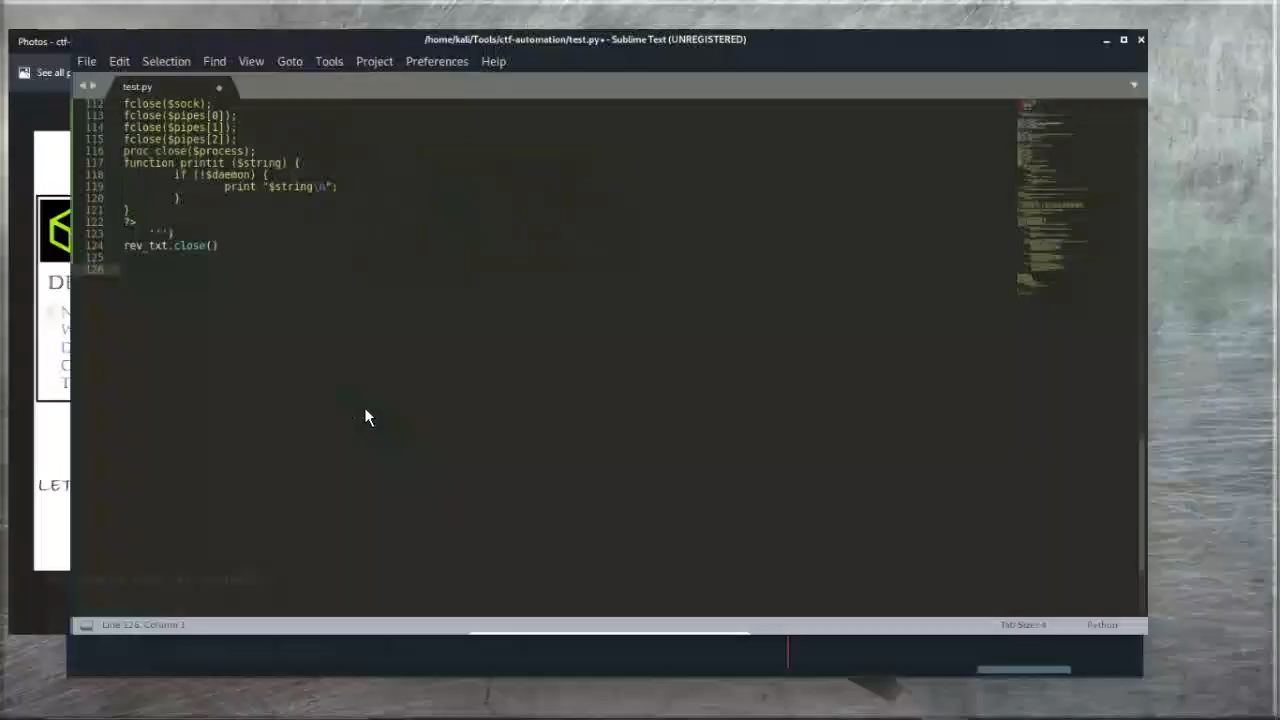 /home/kali/Tools/ctf-automation/test.py• - Sublime Text (UNREGISTERED)
Photos - ctf-
File Edit Selection Find View Goto Tools Project Preferences Help
See all p
test.py
112 fclose($sock);
113 fclose($pipes[0]);
114 fclose($pipes[1]);
115 fclose($pipes[2]);
116 proc_close($process);
117 function printit ($string) {
118 if (!$daemon) {
119 print "$string\n";
120 }
121 }
122 ?>
123 ''')
124 rev_txt.close()
125
126
DE
N
W
D
C
T
LET
Line 126, Column 1
Tab Size: 4
Python